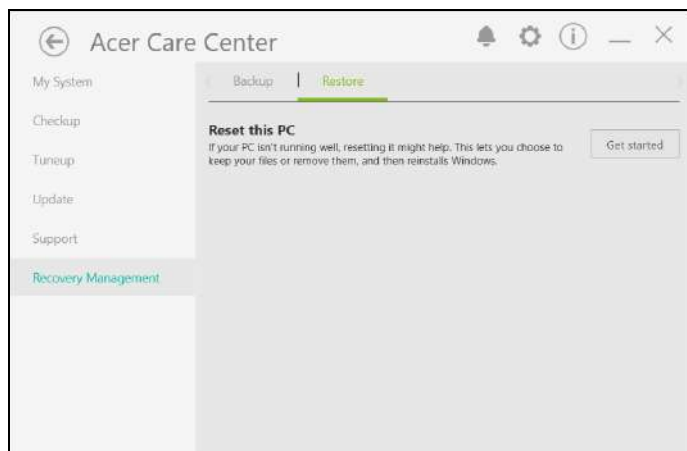 Acer Care Center
My System
Checkup
Tuneup
Update
Support
Recovery Management
Backup
Restore
Reset this PC
If your PC isn't running well, resetting it might help. This lets you choose to
keep your files or remove them, and then reinstalls Windows.
Get started